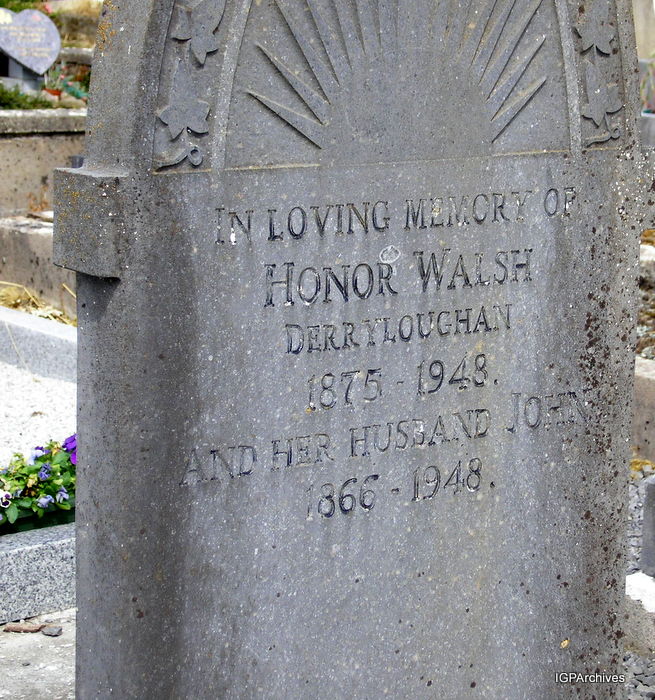 IN LOVING MEMORY OF
HONOR WALSH
DERRYLOUGHAN
1875 - 1948.
AND HER HUSBAND JOHN
1866 - 1948.
IGPArchives